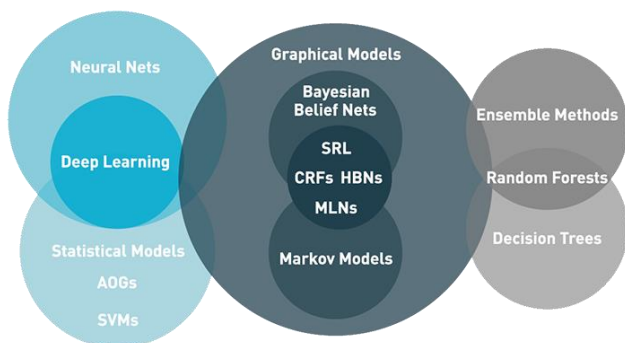 Neural Nets
Deep Learning
Statistical Models
AOGs
SVMs
Graphical Models
Bayesian
Belief Nets
SRL
CRFs HBNs
MLNs
Markov Models
Ensemble Methods
Random Forests
Decision Trees